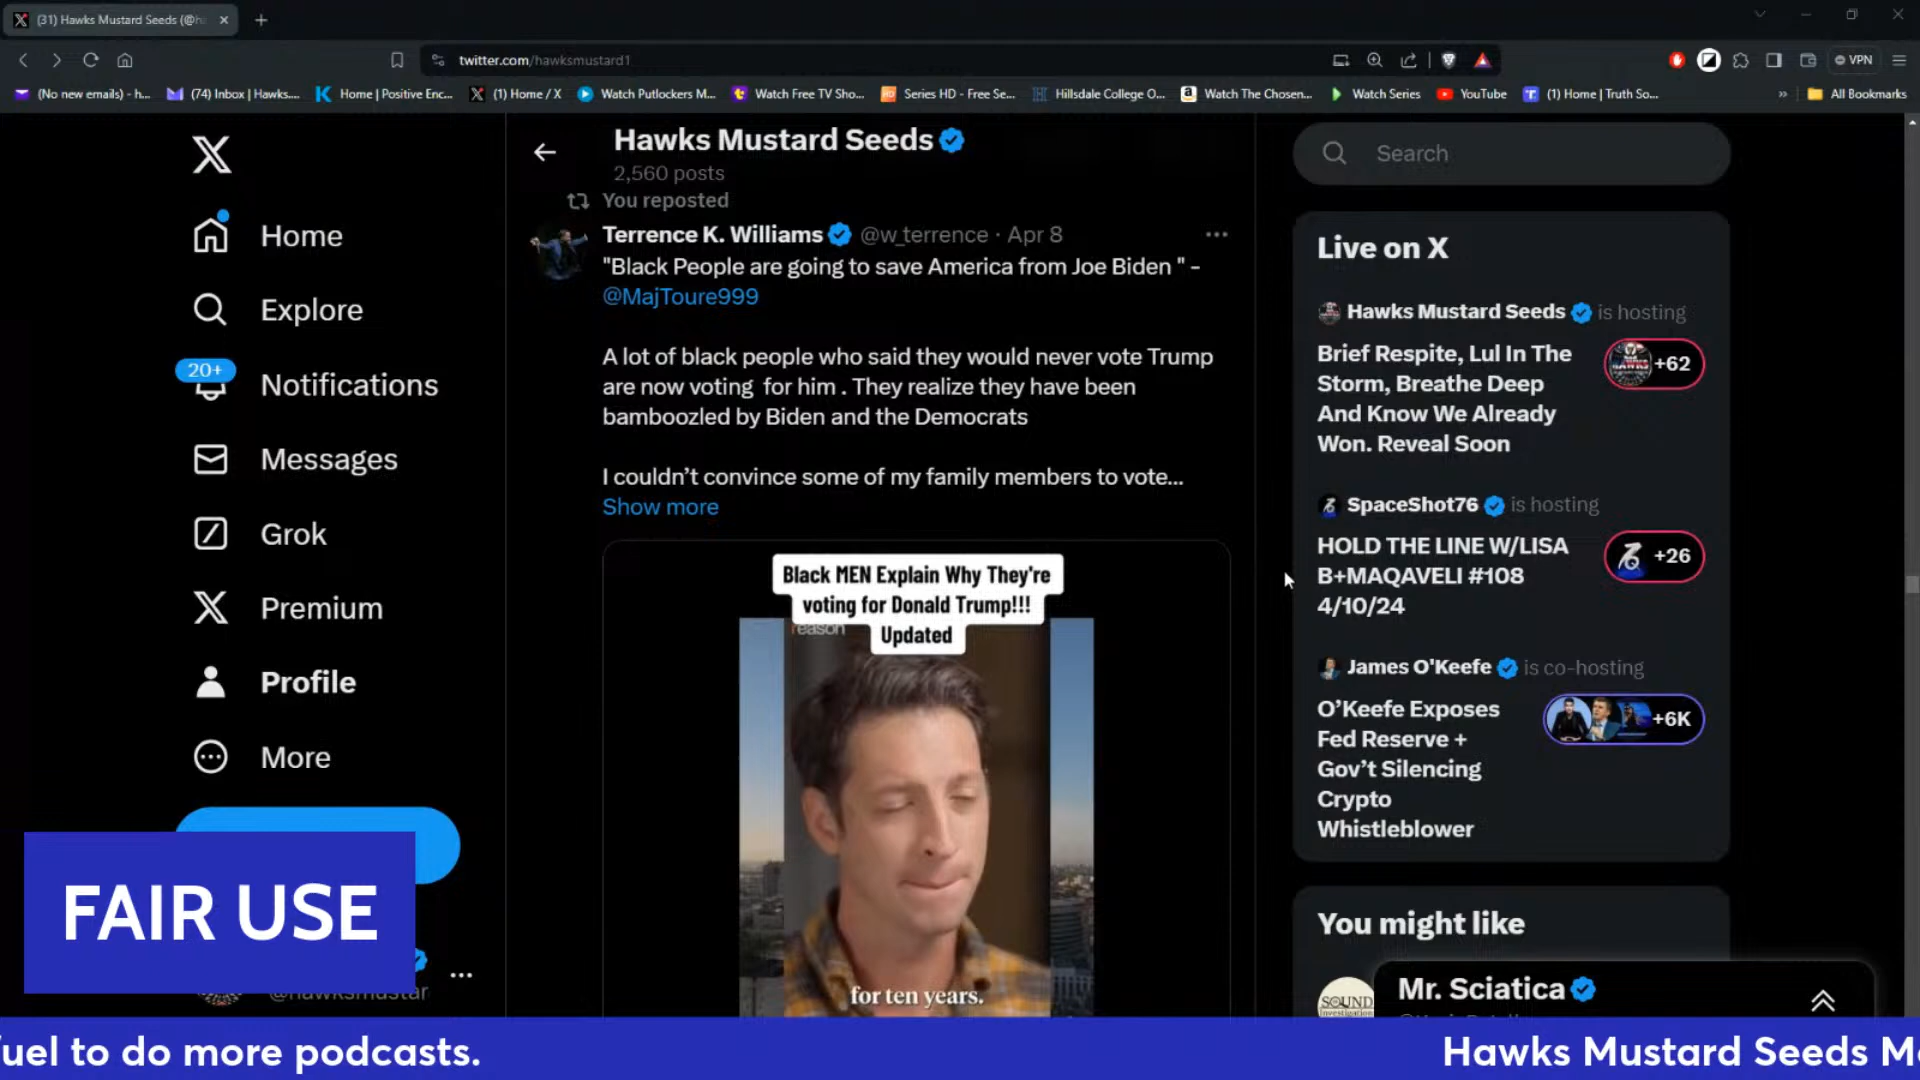 (31) Hawks Mustard Seeds (@ha
twitter.com/hawksmustard1
VPN
(No new emails) – h...
(74) Inbox | Hawks....
Home | Positive Enc...
(1) Home / X
Watch Putlockers M...
Watch Free TV Sho...
Series HD - Free Se...
Hillsdale College O...
Watch The Chosen...
Watch Series
YouTube
(1) Home | Truth So...
All Bookmarks
Home
Explore
20+
Notifications
Messages
Grok
Premium
Profile
More
FAIR USE
@hawksmustar
Hawks Mustard Seeds
2,560 posts
You reposted
Terrence K. Williams @w_terrence · Apr 8
"Black People are going to save America from Joe Biden " -
@MajToure999
A lot of black people who said they would never vote Trump
are now voting for him . They realize they have been
bamboozled by Biden and the Democrats
I couldn’t convince some of my family members to vote...
Show more
Black MEN Explain Why They're
voting for Donald Trump!!!
Updated
reason
for ten years.
Search
Live on X
Hawks Mustard Seeds is hosting
Brief Respite, Lul In The
Storm, Breathe Deep
And Know We Already
Won. Reveal Soon
+62
SpaceShot76 is hosting
HOLD THE LINE W/LISA
B+MAQAVELI #108
4/10/24
+26
James O'Keefe is co-hosting
O’Keefe Exposes
Fed Reserve +
Gov’t Silencing
Crypto
Whistleblower
+6K
You might like
SOUND
Investigation
Mr. Sciatica
fuel to do more podcasts.
Hawks Mustard Seeds M